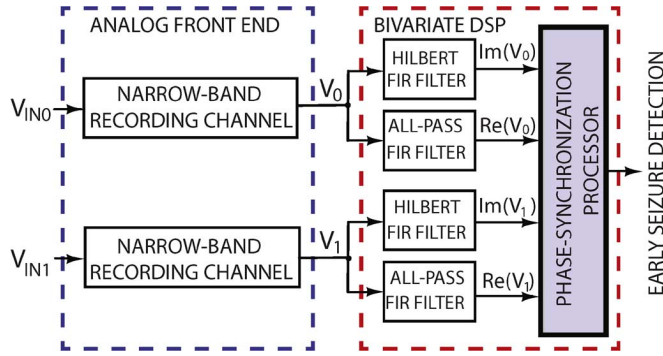 ANALOG FRONT END
BIVARIATE DSP
V_IN0
NARROW-BAND
RECORDING CHANNEL
V_0
HILBERT
FIR FILTER
Im(V_0)
ALL-PASS
FIR FILTER
Re(V_0)
V_IN1
NARROW-BAND
RECORDING CHANNEL
V_1
HILBERT
FIR FILTER
Im(V_1)
ALL-PASS
FIR FILTER
Re(V_1)
PHASE-SYNCHRONIZATION
PROCESSOR
EARLY SEIZURE DETECTION